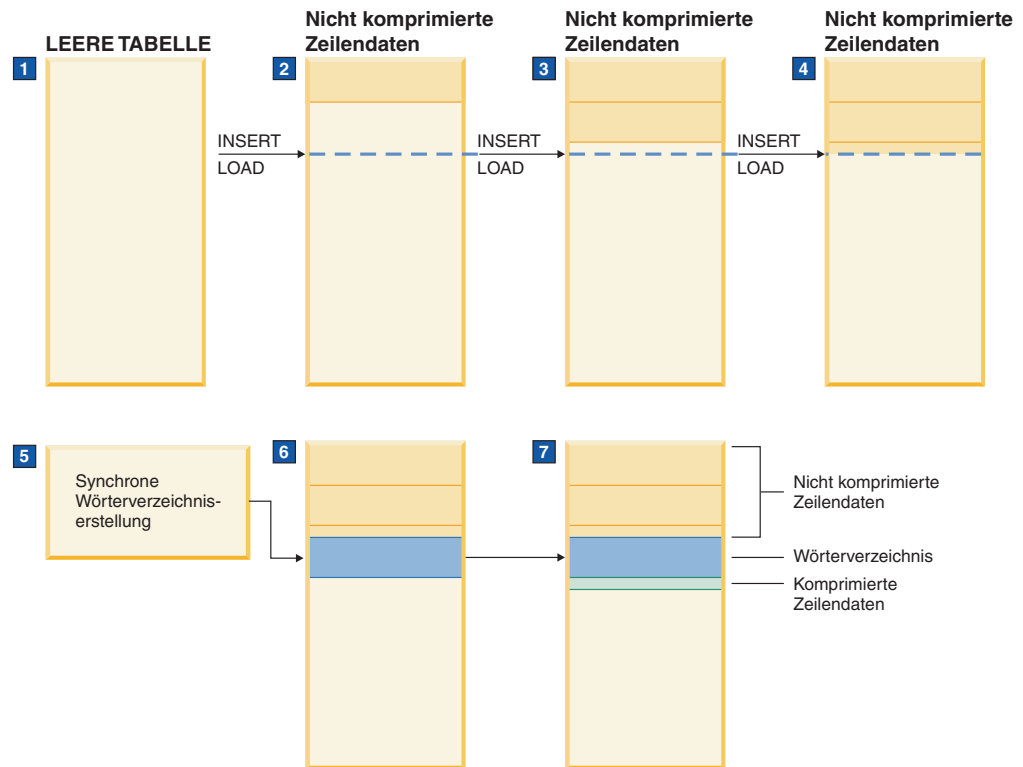 LEERE TABELLE
Nicht komprimierte
Zeilendaten
Nicht komprimierte
Zeilendaten
Nicht komprimierte
Zeilendaten
1
2
3
4
INSERT
LOAD
INSERT
LOAD
INSERT
LOAD
5
Synchrone
Wörterverzeichnis-
erstellung
6
7
Nicht komprimierte
Zeilendaten
Wörterverzeichnis
Komprimierte
Zeilendaten